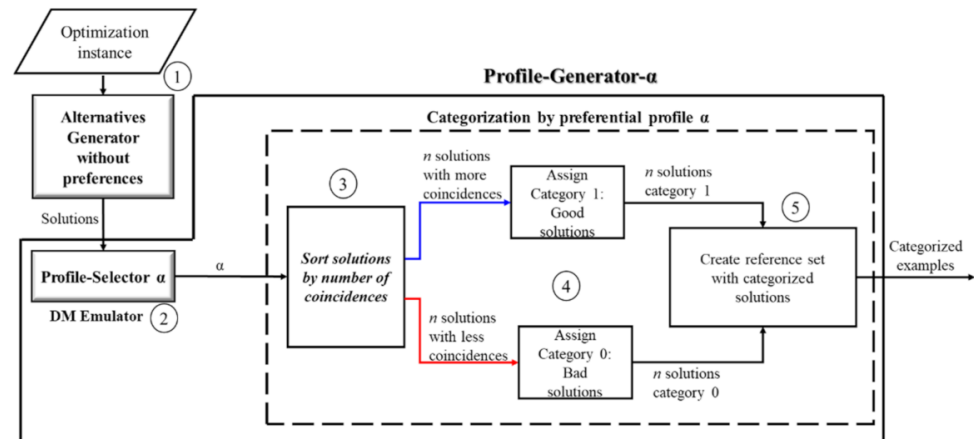 Optimization
instance
1
Profile-Generator-α
Alternatives
Generator
without
preferences
Categorization by preferential profile α
n solutions
with more
coincidences
Assign
Category 1:
Good
solutions
n solutions
category 1
3
5
Solutions
Sort solutions
by number of
coincidences
Create reference set
with categorized
solutions
Categorized
examples
Profile-Selector α
α
DM Emulator
2
4
n solutions
with less
coincidences
Assign
Category 0:
Bad
solutions
n solutions
category 0